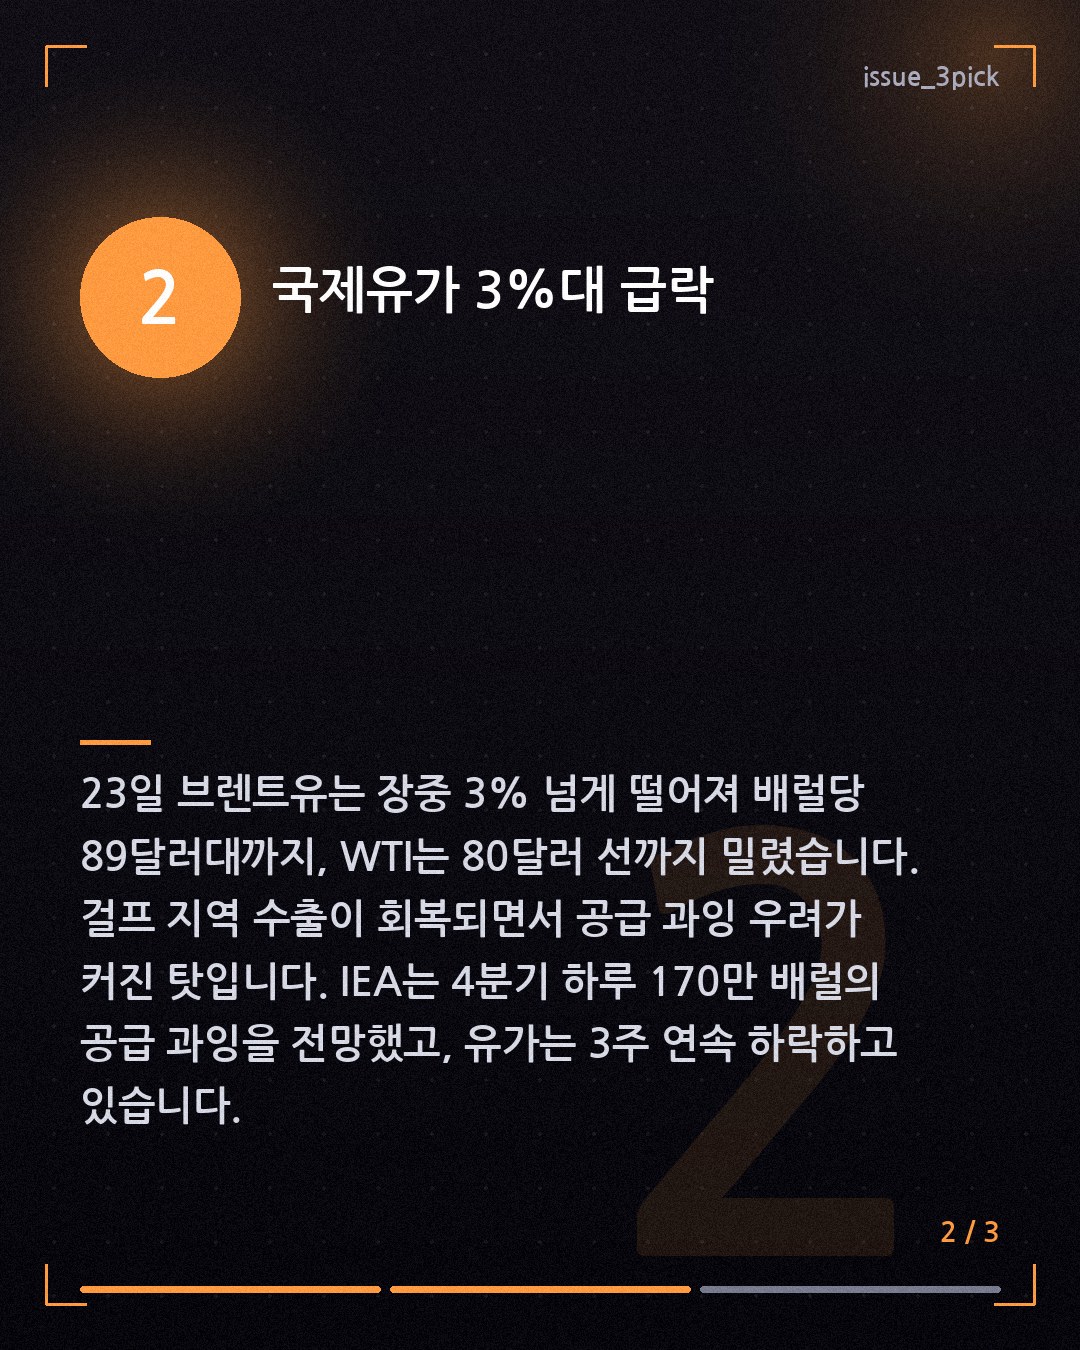 issue_3pick
2
국제유가 3%대 급락
23일 브렌트유는 장중 3% 넘게 떨어져 배럴당
89달러대까지, WTI는 80달러 선까지 밀렸습니다.
걸프 지역 수출이 회복되면서 공급 과잉 우려가
커진 탓입니다. IEA는 4분기 하루 170만 배럴의
공급 과잉을 전망했고, 유가는 3주 연속 하락하고
있습니다.
2
2 / 3